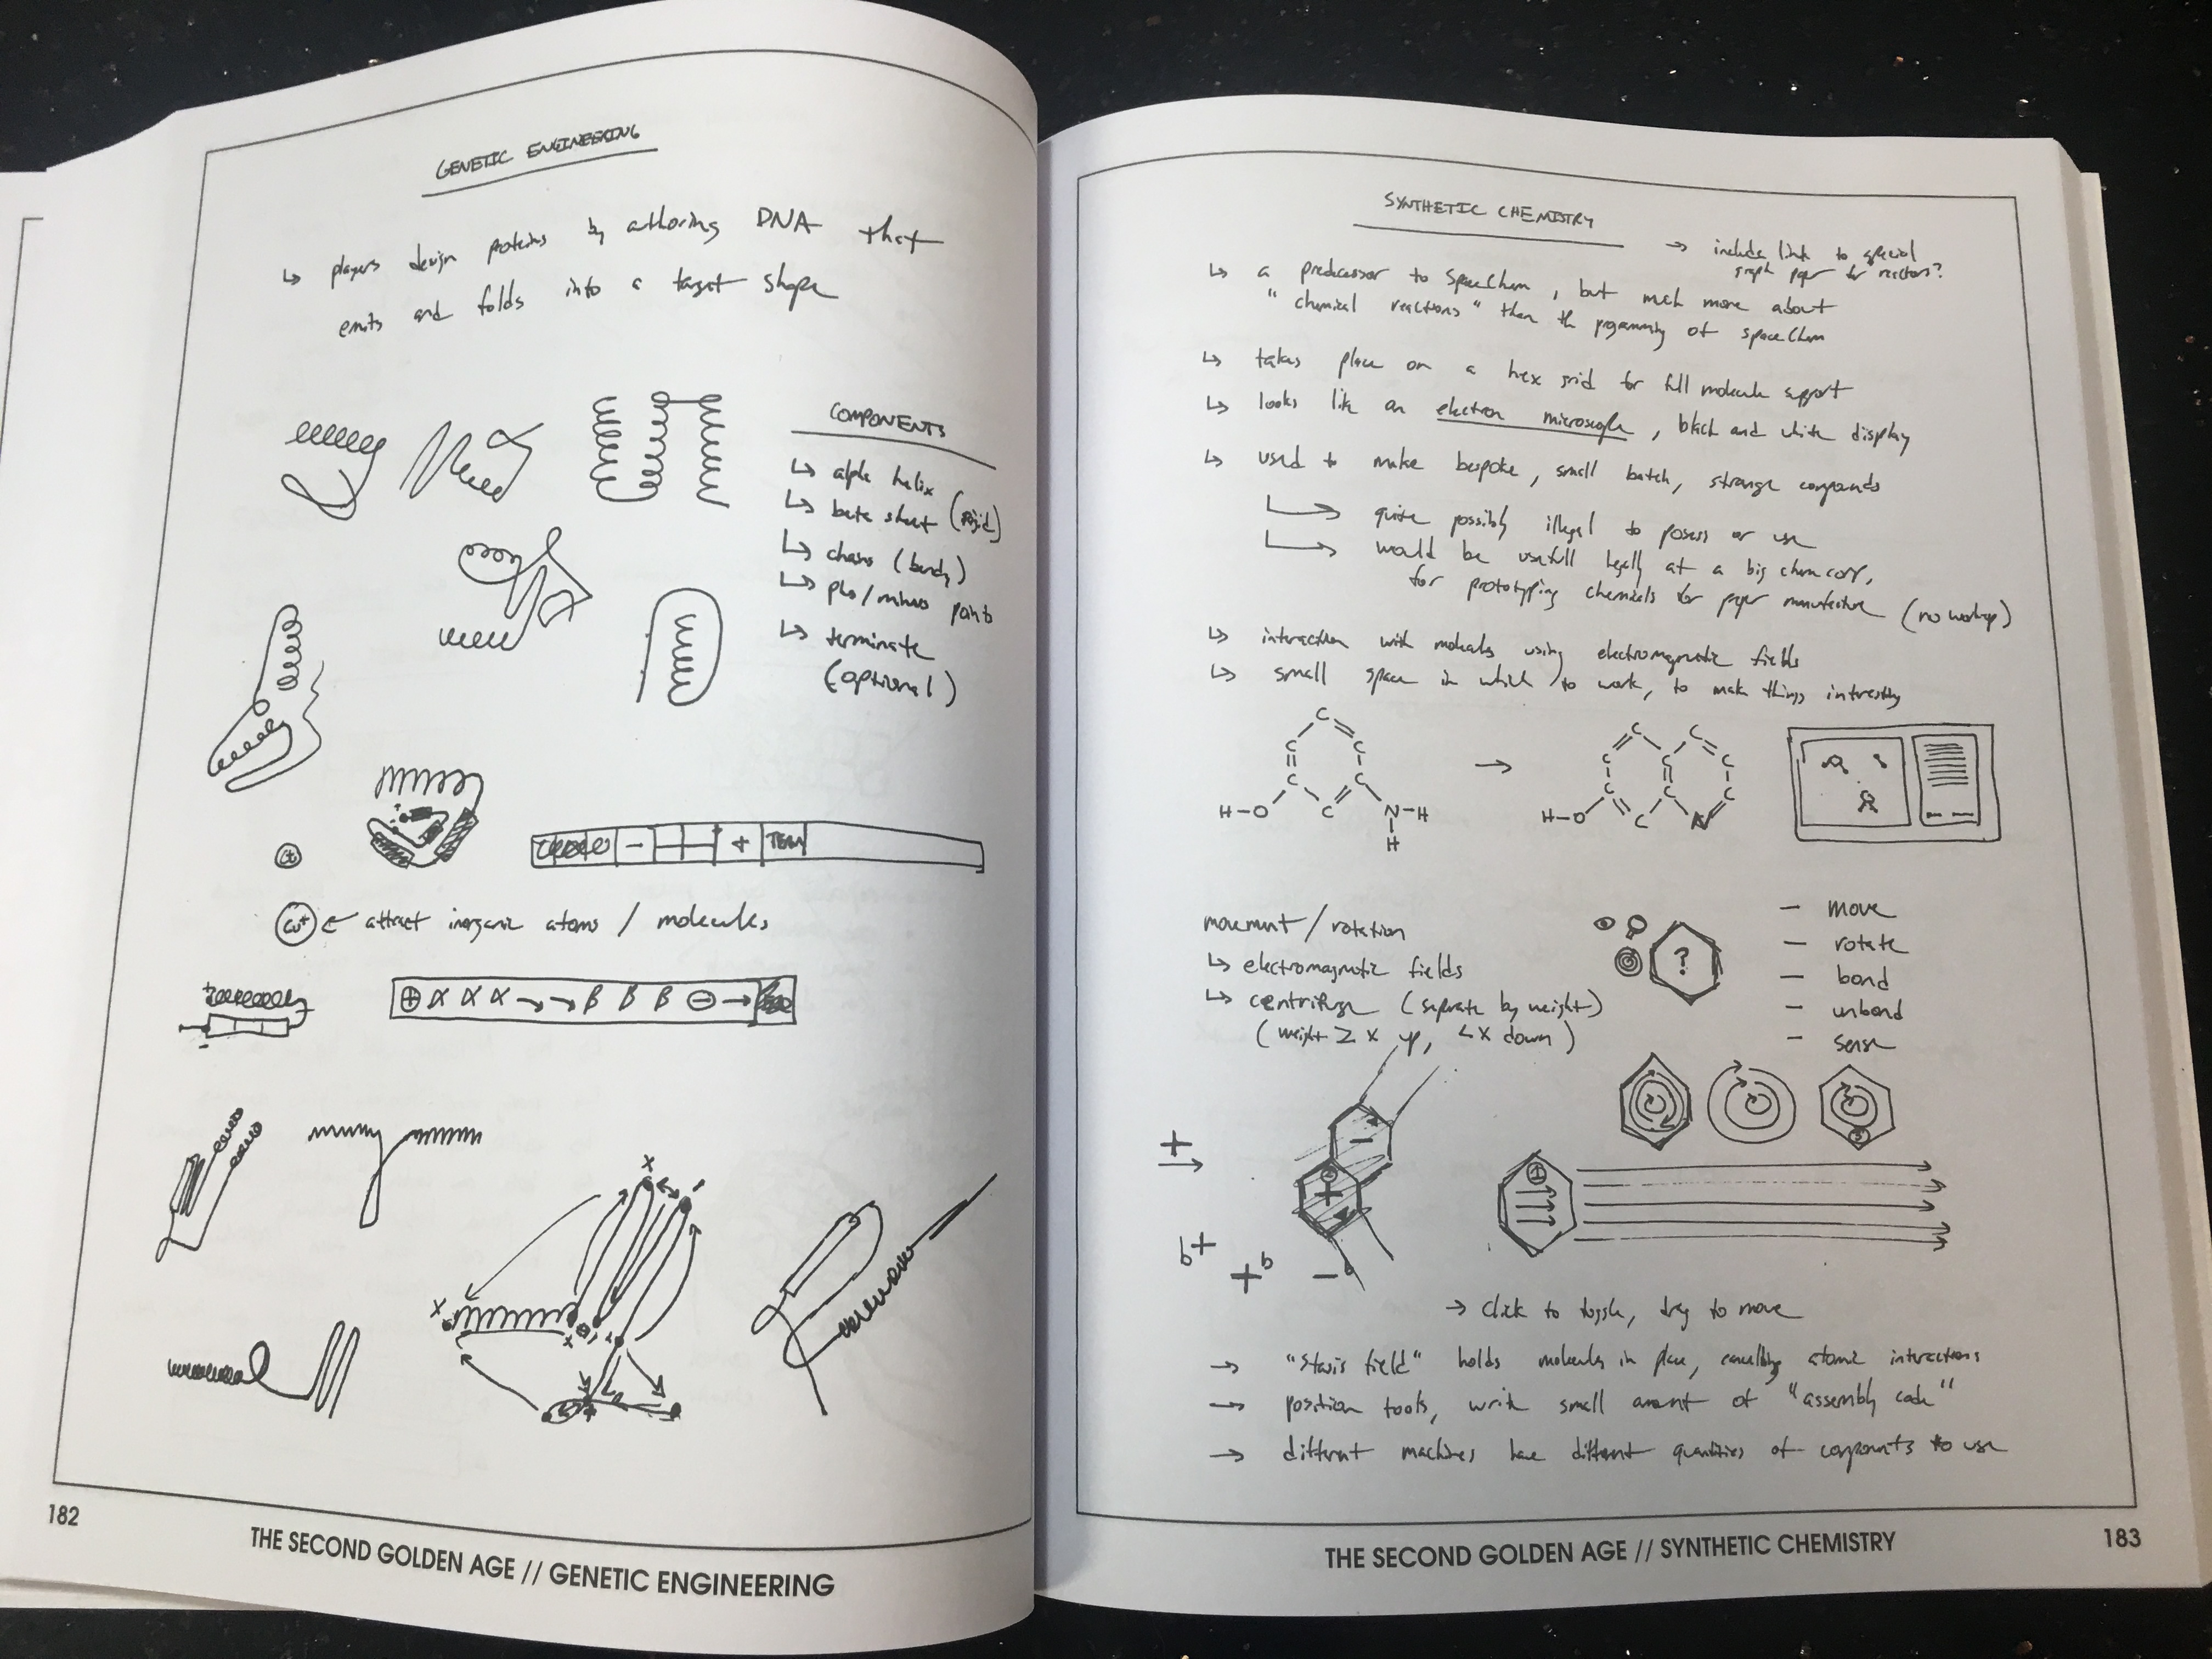 GENETIC ENGINEERING
↳ players design proteins by authoring DNA that
emits and folds into a target shape
COMPONENTS
↳ alpha helix
↳ beta sheet (rigid)
↳ chains (bendy)
↳ plus/minus points
↳ terminate
(optional)
Cu
− + TERM
Cu+ ← attract inorganic atoms / molecules
+
−
⊕ α α α → → β β β ⊖ →
x
x
x
182
THE SECOND GOLDEN AGE // GENETIC ENGINEERING
SYNTHETIC CHEMISTRY
→ include link to special
graph paper for reactors?
↳ a predecessor to SpaceChem, but much more about
"chemical reactions" than the programming of SpaceChem
↳ takes place on a hex grid for full molecule support
↳ looks like an electron microscope, black and white display
↳ used to make bespoke, small batch, strange compounds
↳ quite possibly illegal to posess or use
↳ would be usefull legally at a big chem corp,
for prototyping chemicals for proper manufacture
↳ interaction with molecules using electromagnetic fields
↳ small space in which to work, to make things interesting
C C C C C C H-O N-H H
→
C C C C C C C C C H-O N
movement / rotation
↳ electromagnetic fields
↳ centrifuge (separate by weight)
(weight ≥ x up, < x down)
?
− move
− rotate
− bond
− unbond
− sense
+
→
−
+
+
b+
+b
−
→ click to toggle, drag to move
→ "stasis field" holds molecules in place, cancelling atomic interactions
→ position tools, write small amount of "assembly code"
→ different machines have different quantities of components to use
THE SECOND GOLDEN AGE // SYNTHETIC CHEMISTRY
183